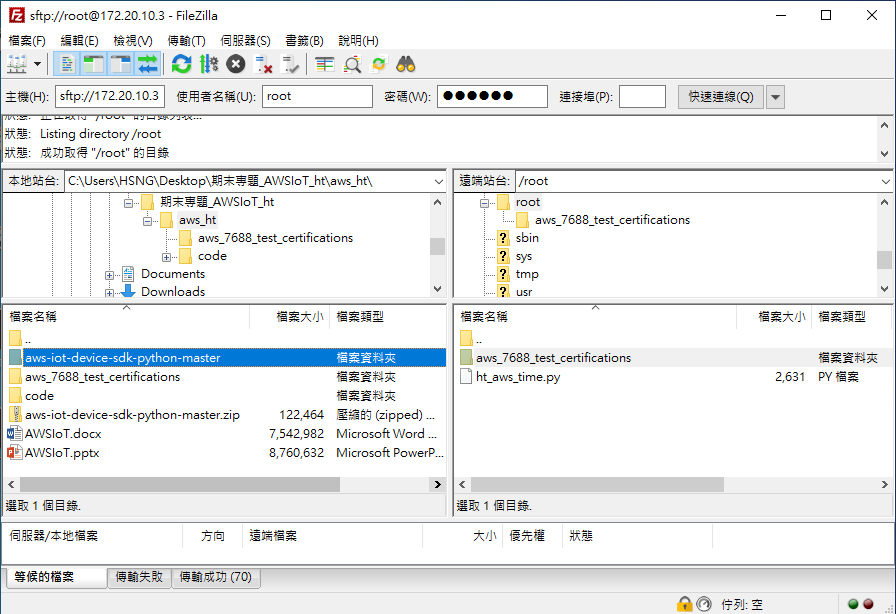 sftp://root@172.20.10.3 - FileZilla
檔案(F) 編輯(E) 檢視(V) 傳輸(T) 伺服器(S) 書籤(B) 說明(H)
主機(H): sftp://172.20.10.3 使用者名稱(U): root 密碼(W): ●●●●●● 連接埠(P): 快速連線(Q)
狀態: 正在取得 "/root" 的目錄列表...
狀態: Listing directory /root
狀態: 成功取得 "/root" 的目錄
本地站台: C:\Users\HSNG\Desktop\期末專題_AWSIoT_ht\aws_ht\
期末專題_AWSIoT_ht
aws_ht
aws_7688_test_certifications
code
Documents
Downloads
遠端站台: /root
root
aws_7688_test_certifications
sbin
sys
tmp
usr
檔案名稱 檔案大小 檔案類型
..
aws-iot-device-sdk-python-master 檔案資料夾
aws_7688_test_certifications 檔案資料夾
code 檔案資料夾
aws-iot-device-sdk-python-master.zip 122,464 壓縮的 (zipped) ...
AWSIoT.docx 7,542,982 Microsoft Word ...
AWSIoT.pptx 8,760,632 Microsoft PowerP...
選取 1 個目錄.
檔案名稱 檔案大小 檔案類型
..
aws_7688_test_certifications 檔案資料夾
ht_aws_time.py 2,631 PY 檔案
選取 1 個目錄.
伺服器/本地檔案 方向 遠端檔案 大小 優先權 狀態
等候的檔案 傳輸失敗 傳輸成功 (70)
佇列: 空